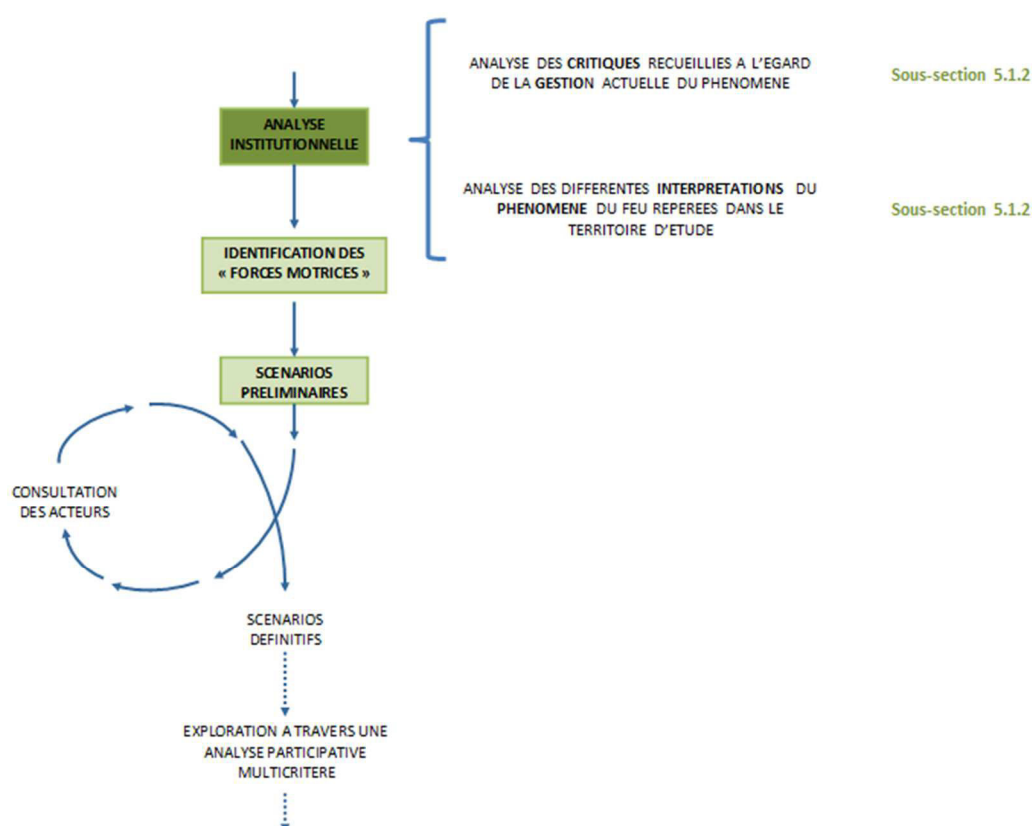 ANALYSE DES CRITIQUES RECUEILLIES A L'EGARD
DE LA GESTION ACTUELLE DU PHENOMENE
Sous-section 5.1.2
ANALYSE
INSTITUTIONNELLE
ANALYSE DES DIFFERENTES INTERPRETATIONS DU
PHENOMENE DU FEU REPEREES DANS LE
TERRITOIRE D'ETUDE
Sous-section 5.1.2
IDENTIFICATION DES
« FORCES MOTRICES »
SCENARIOS
PRELIMINAIRES
CONSULTATION
DES ACTEURS
SCENARIOS
DEFINITIFS
EXPLORATION A TRAVERS UNE
ANALYSE PARTICIPATIVE
MULTICRITERE